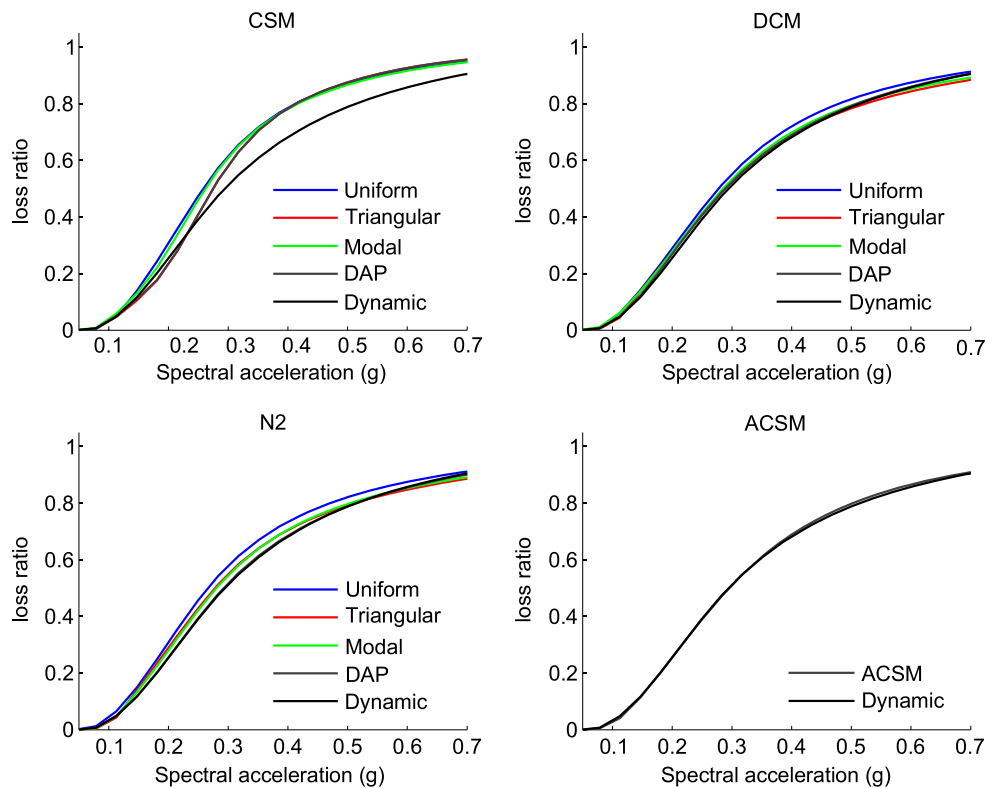 CSM
1
0.8
0.6
0.4
0.2
0
loss ratio
Uniform
Triangular
Modal
DAP
Dynamic
0.1 0.2 0.3 0.4 0.5 0.6 0.7
Spectral acceleration (g)
DCM
1
0.8
0.6
0.4
0.2
0
loss ratio
Uniform
Triangular
Modal
DAP
Dynamic
0.1 0.2 0.3 0.4 0.5 0.6 0.7
Spectral acceleration (g)
N2
1
0.8
0.6
0.4
0.2
0
loss ratio
Uniform
Triangular
Modal
DAP
Dynamic
0.1 0.2 0.3 0.4 0.5 0.6 0.7
Spectral acceleration (g)
ACSM
1
0.8
0.6
0.4
0.2
0
loss ratio
ACSM
Dynamic
0.1 0.2 0.3 0.4 0.5 0.6 0.7
Spectral acceleration (g)